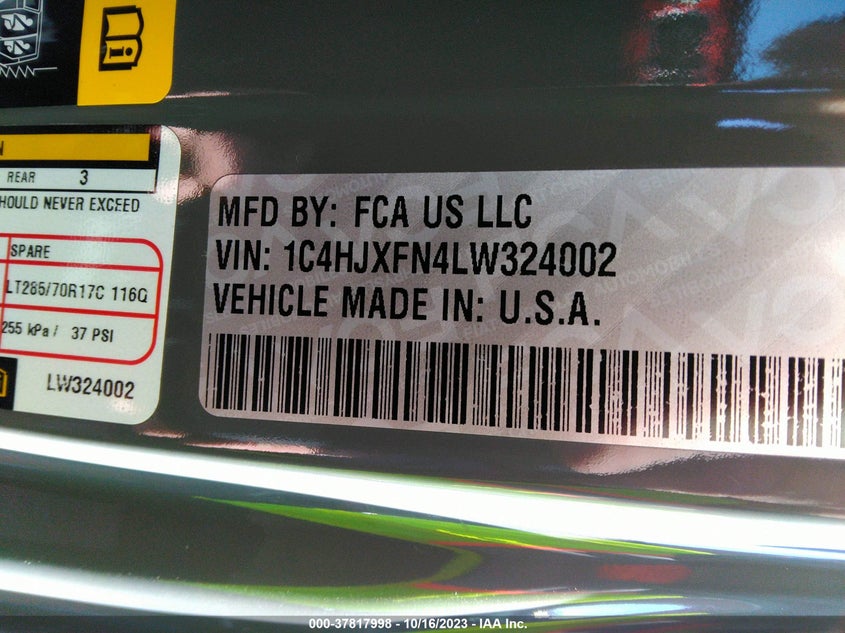 N
REAR 3
HOULD NEVER EXCEED
SPARE
LT285/70R17C 116Q
255 kPa / 37 PSI
LW324002
MFD BY: FCA US LLC
VIN: 1C4HJXFN4LW324002
VEHICLE MADE IN: U.S.A.
000-37817998 - 10/16/2023 - IAA Inc.